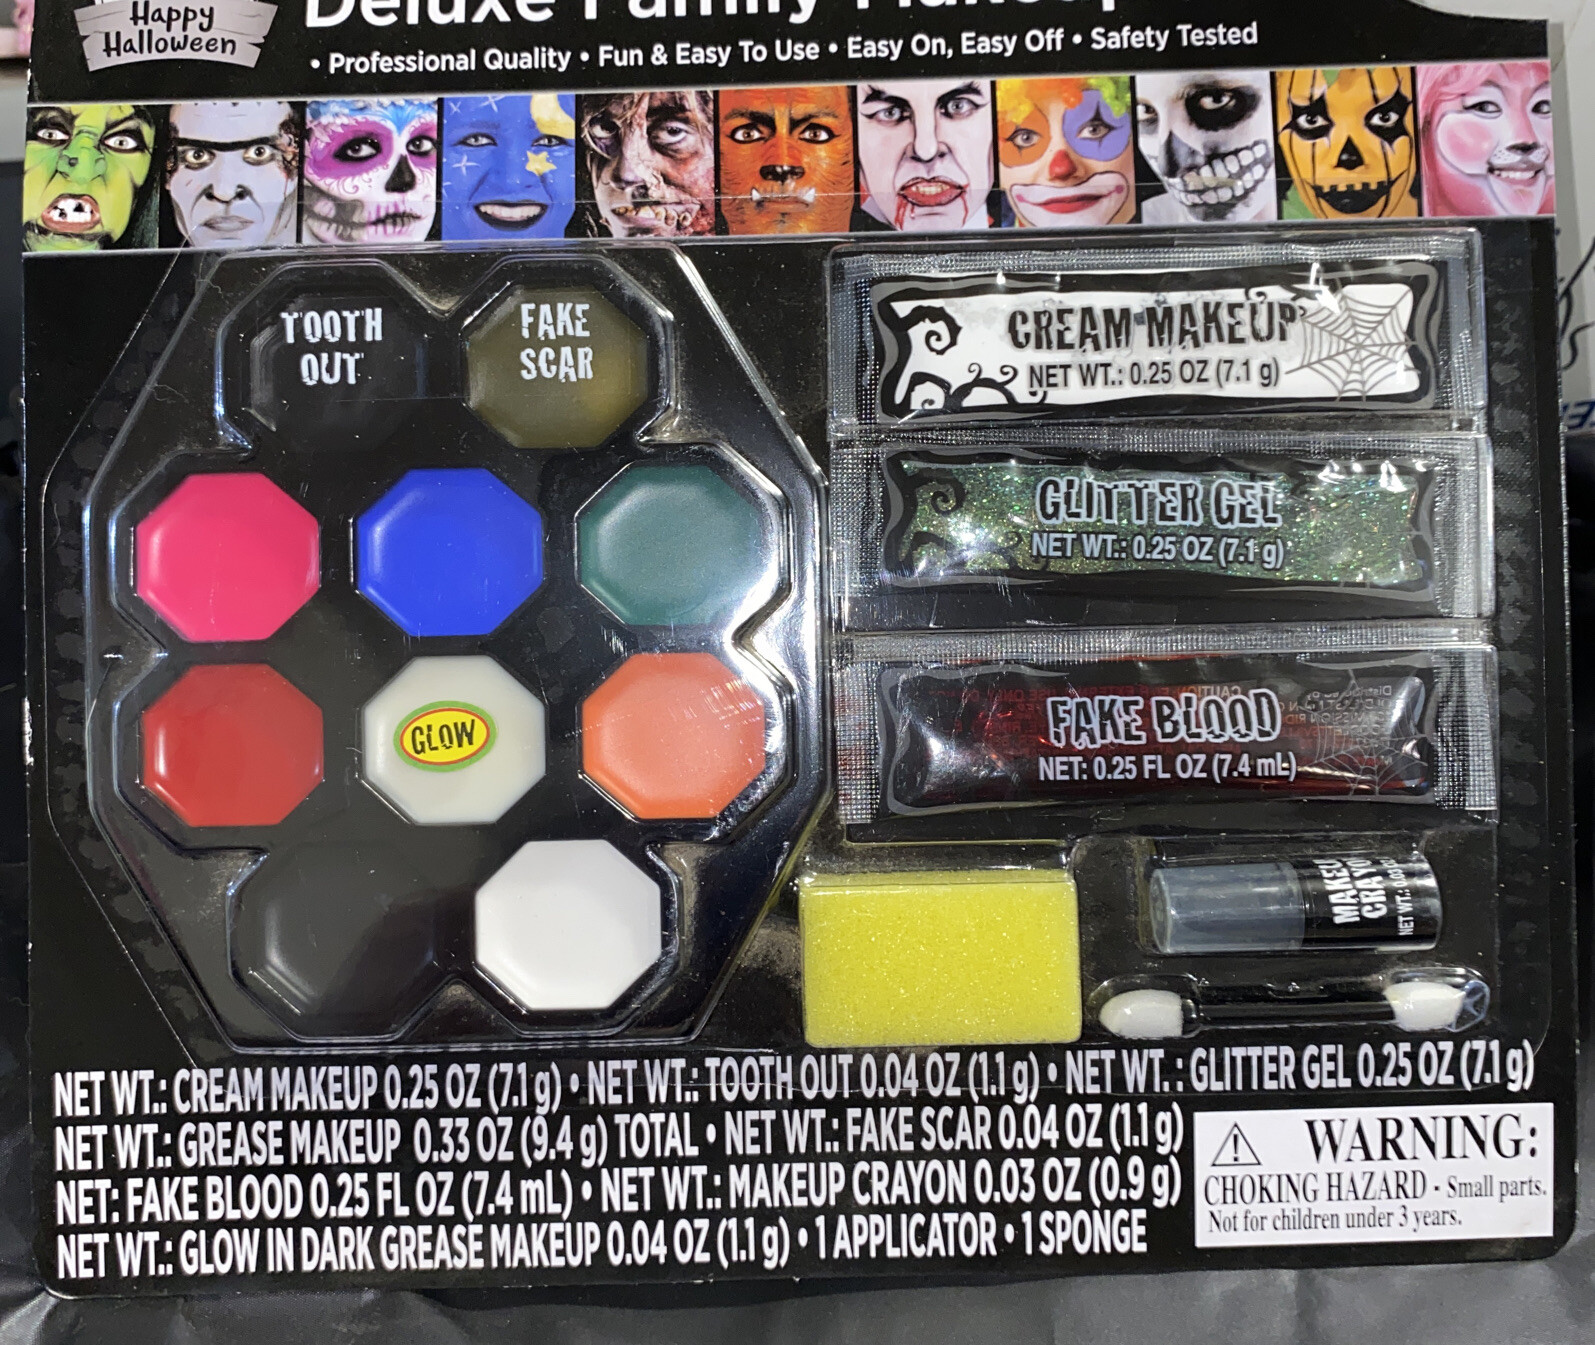 Happy
Halloween
Deluxe Family
• Professional Quality • Fun & Easy To Use • Easy On, Easy Off • Safety Tested
TOOTH
OUT
FAKE
SCAR
CREAM MAKEUP
NET WT.: 0.25 OZ (7.1 g)
GLITTER GEL
NET WT.: 0.25 OZ (7.1 g)
FAKE BLOOD
NET: 0.25 FL OZ (7.4 mL)
GLOW
NET WT.: CREAM MAKEUP 0.25 OZ (7.1 g) • NET WT.: TOOTH OUT 0.04 OZ (1.1 g) • NET WT.: GLITTER GEL 0.25 OZ (7.1 g)
NET WT.: GREASE MAKEUP 0.33 OZ (9.4 g) TOTAL • NET WT.: FAKE SCAR 0.04 OZ (1.1 g)
NET: FAKE BLOOD 0.25 FL OZ (7.4 mL) • NET WT.: MAKEUP CRAYON 0.03 OZ (0.9 g)
NET WT.: GLOW IN DARK GREASE MAKEUP 0.04 OZ (1.1 g) • 1 APPLICATOR • 1 SPONGE
WARNING:
CHOKING HAZARD - Small parts.
Not for children under 3 years.